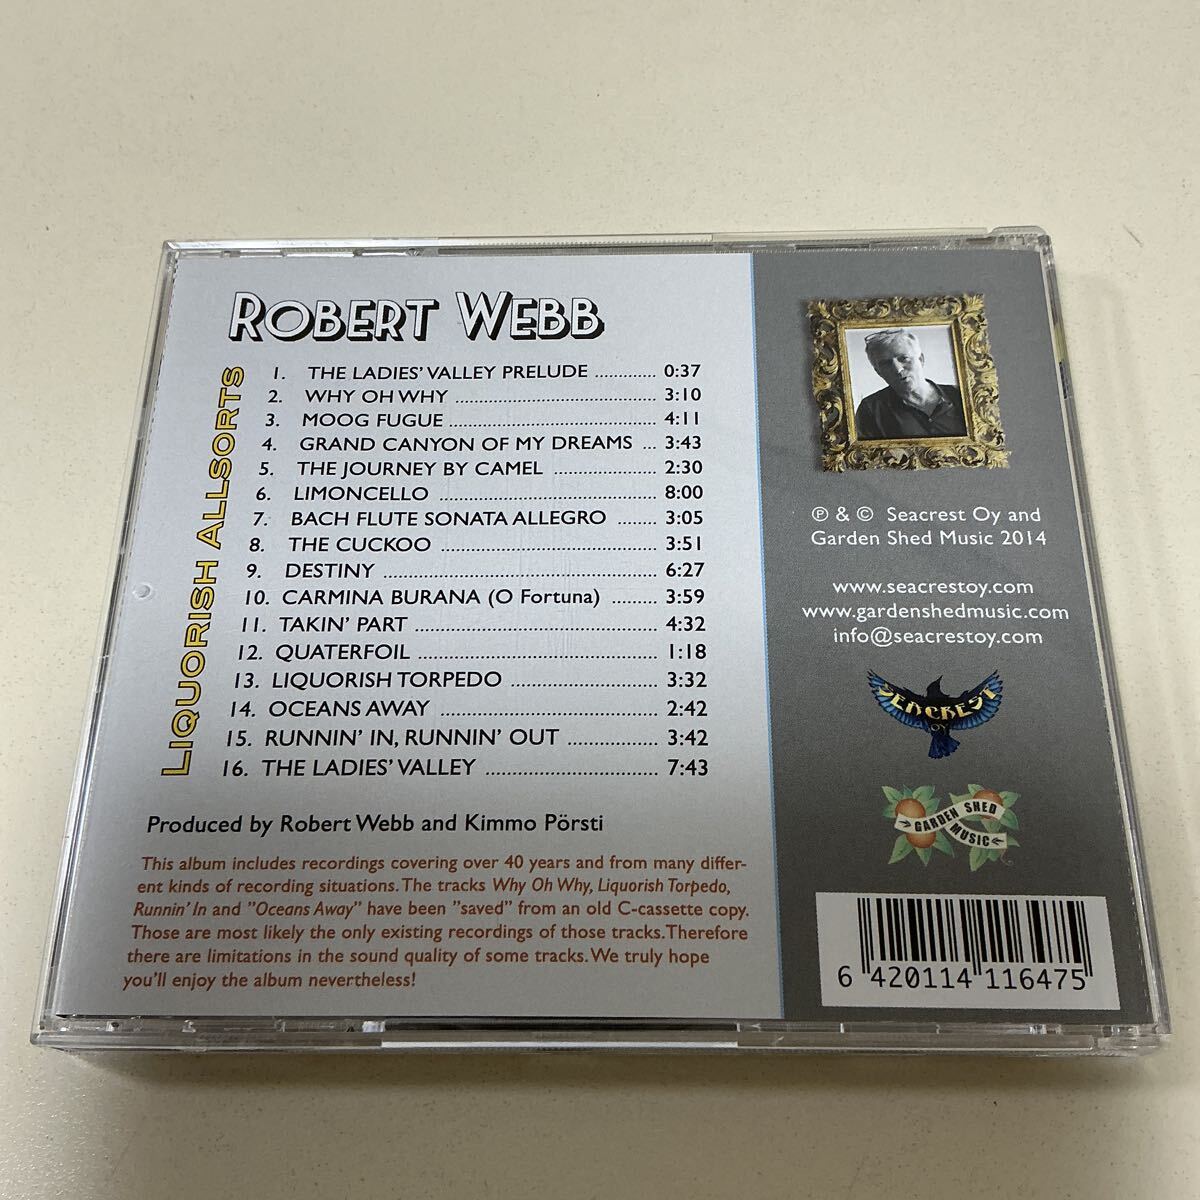 ROBERT WEBB
LIQUORISH ALLSORTS
1. THE LADIES' VALLEY PRELUDE ............ 0:37
2. WHY OH WHY ........................................ 3:10
3. MOOG FUGUE ......................................... 4:11
4. GRAND CANYON OF MY DREAMS ... 3:43
5. THE JOURNEY BY CAMEL .................... 2:30
6. LIMONCELLO .......................................... 8:00
7. BACH FLUTE SONATA ALLEGRO ........ 3:05
8. THE CUCKOO .......................................... 3:51
9. DESTINY .................................................... 6:27
10. CARMINA BURANA (O Fortuna) ......... 3:59
11. TAKIN' PART ............................................. 4:32
12. QUATERFOIL ............................................ 1:18
13. LIQUORISH TORPEDO .......................... 3:32
14. OCEANS AWAY ....................................... 2:42
15. RUNNIN' IN, RUNNIN' OUT ................ 3:42
16. THE LADIES' VALLEY ............................... 7:43
Produced by Robert Webb and Kimmo Pörsti
This album includes recordings covering over 40 years and from many differ-
ent kinds of recording situations. The tracks Why Oh Why, Liquorish Torpedo,
Runnin' In and "Oceans Away" have been "saved" from an old C-cassette copy.
Those are most likely the only existing recordings of those tracks. Therefore
there are limitations in the sound quality of some tracks. We truly hope
you'll enjoy the album nevertheless!
℗ & © Seacrest Oy and
Garden Shed Music 2014
www.seacrestoy.com
www.gardenshedmusic.com
info@seacrestoy.com
SEACREST
OY
GARDEN SHED
MUSIC
6 420114 116475